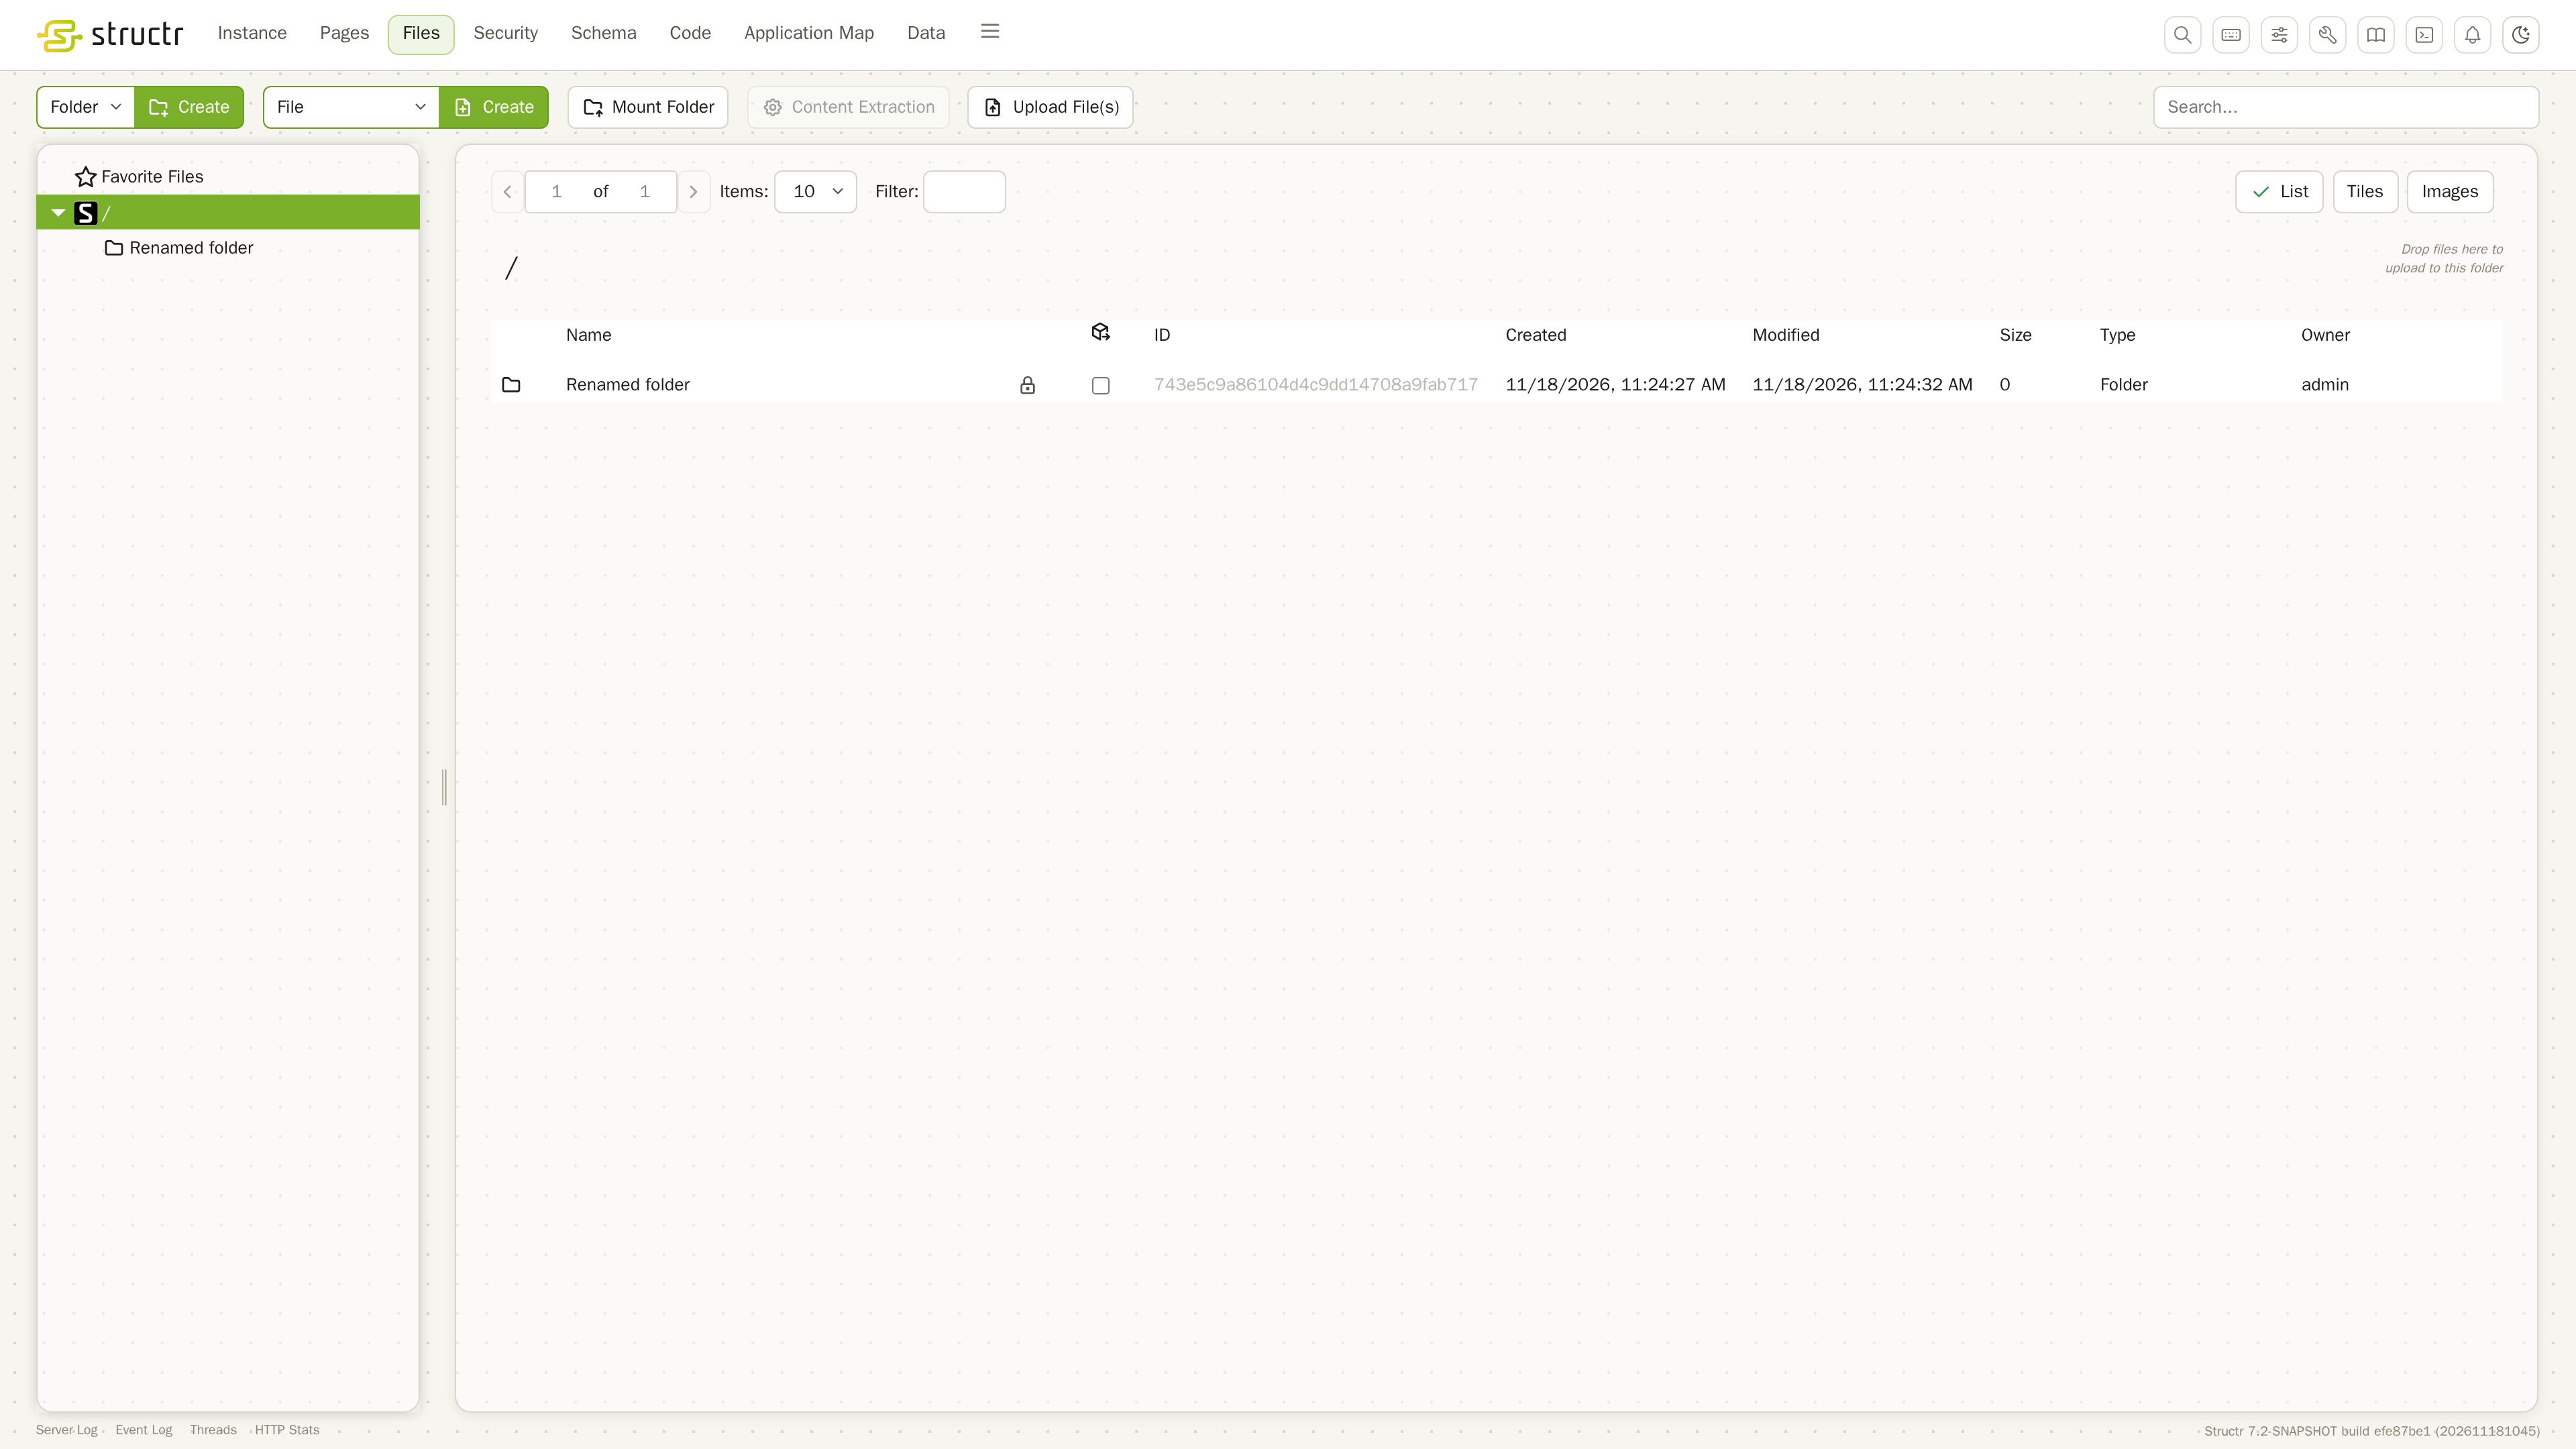 structr Instance Pages Files Security Schema Code Application Map Data
Folder Create File Create Mount Folder Content Extraction Upload File(s) Search...
Favorite Files
/
Renamed folder
1 of 1 Items: 10 Filter: List Tiles Images
/
Drop files here to
upload to this folder
Name ID Created Modified Size Type Owner
Renamed folder 743e5c9a86104d4c9dd14708a9fab717 11/18/2026, 11:24:27 AM 11/18/2026, 11:24:32 AM 0 Folder admin
Server Log Event Log Threads HTTP Stats Structr 7.2-SNAPSHOT build efe87be1 (202611181045)